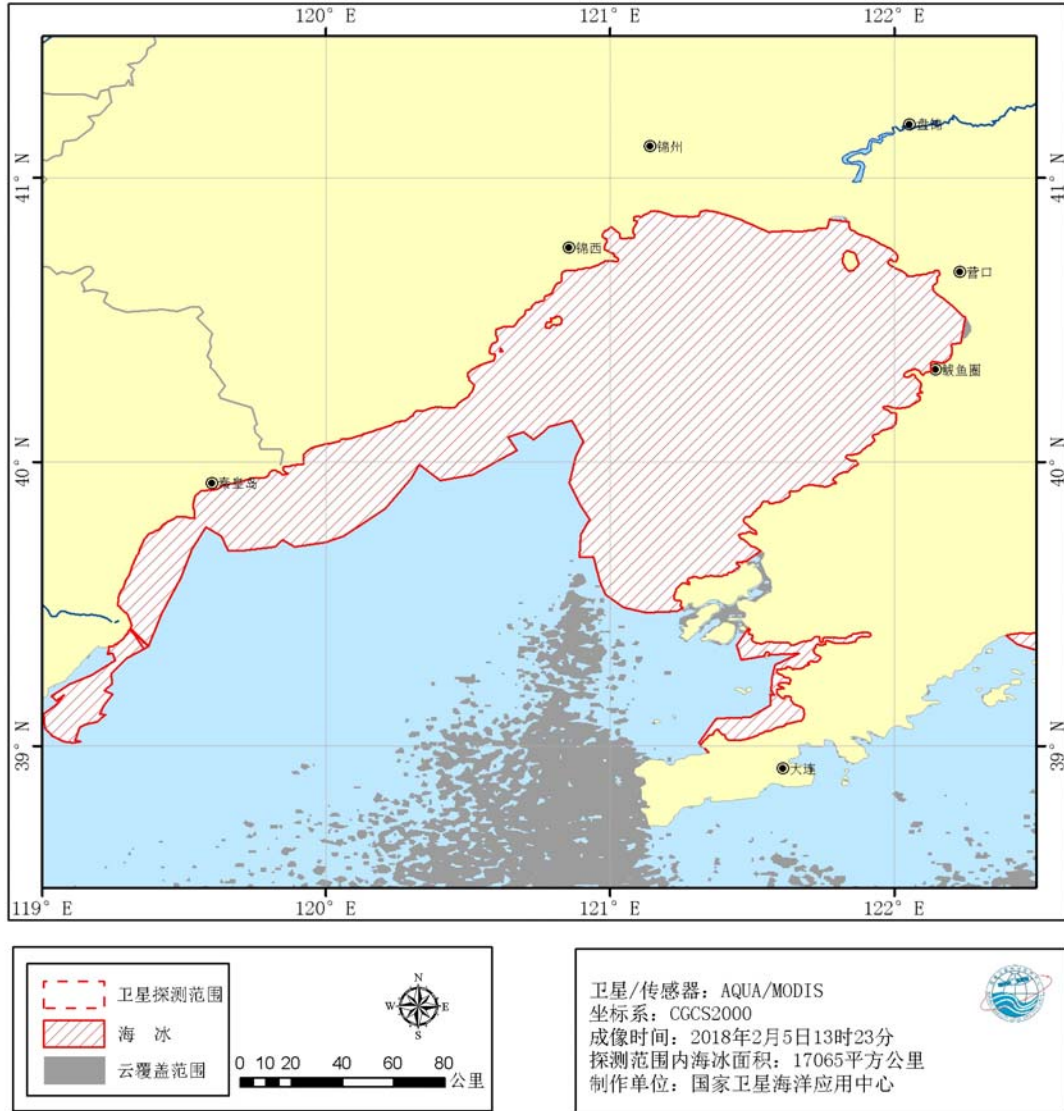 120° E
121° E
122° E
盘锦
锦州
41° N
41° N
锦西
营口
鲅鱼圈
40° N
40° N
秦皇岛
39° N
39° N
大连
119° E
120° E
121° E
122° E
卫星探测范围
海 冰
云覆盖范围
N
W E
S
0 10 20 40 60 80 公里
卫星/传感器: AQUA/MODIS
坐标系: CGCS2000
成像时间: 2018年2月5日13时23分
探测范围内海冰面积: 17065平方公里
制作单位: 国家卫星海洋应用中心